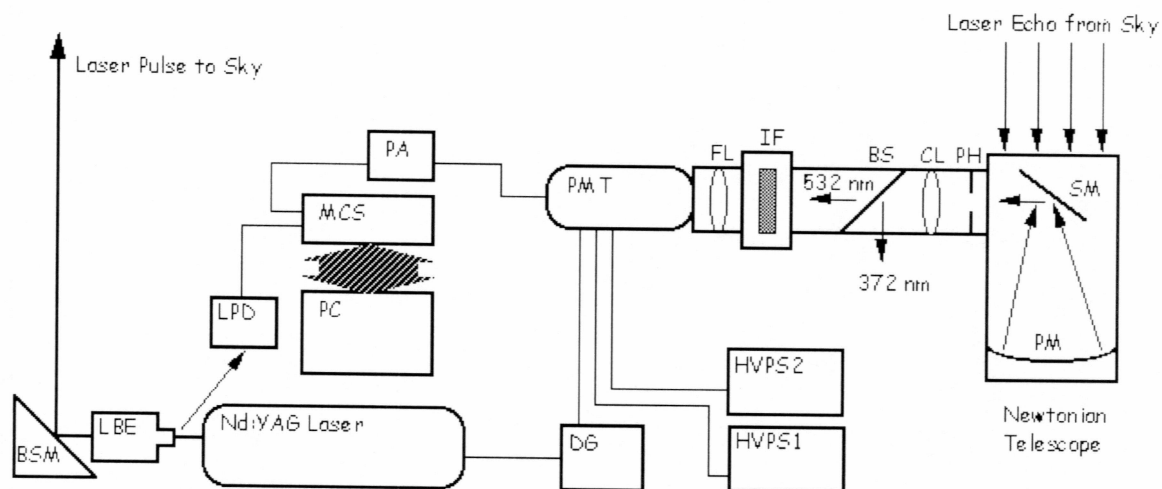 Laser Echo from Sky
Laser Pulse to Sky
PA
MCS
LPD
PC
PMT
FL
IF
BS
CL
PH
532 nm
372 nm
SM
PM
HVPS2
HVPS1
DG
Nd:YAG Laser
LBE
BSM
Newtonian
Telescope